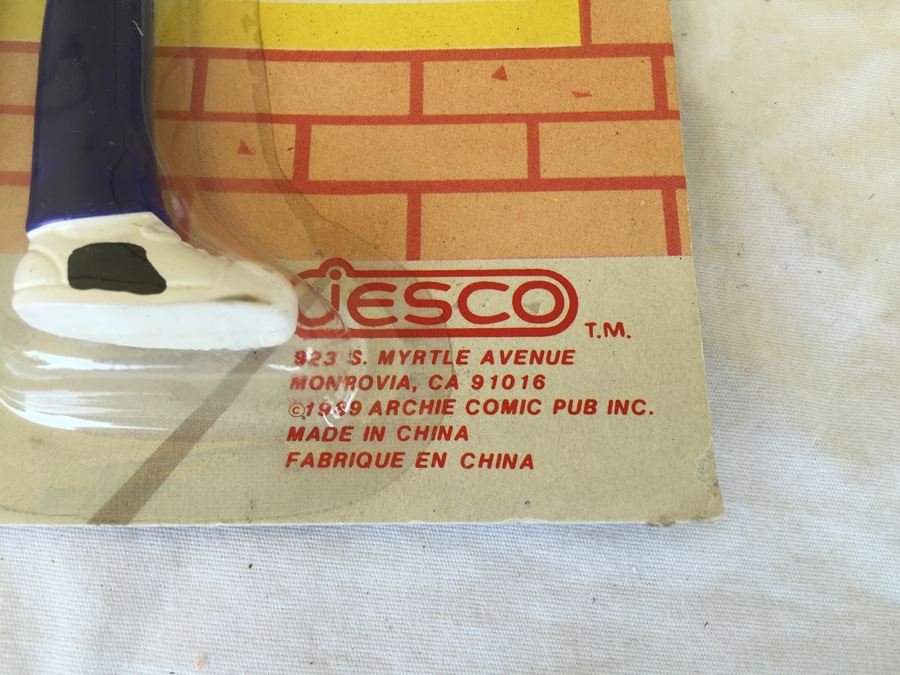 JESCO T.M.
923 S. MYRTLE AVENUE
MONROVIA, CA 91016
©1989 ARCHIE COMIC PUB INC.
MADE IN CHINA
FABRIQUE EN CHINA